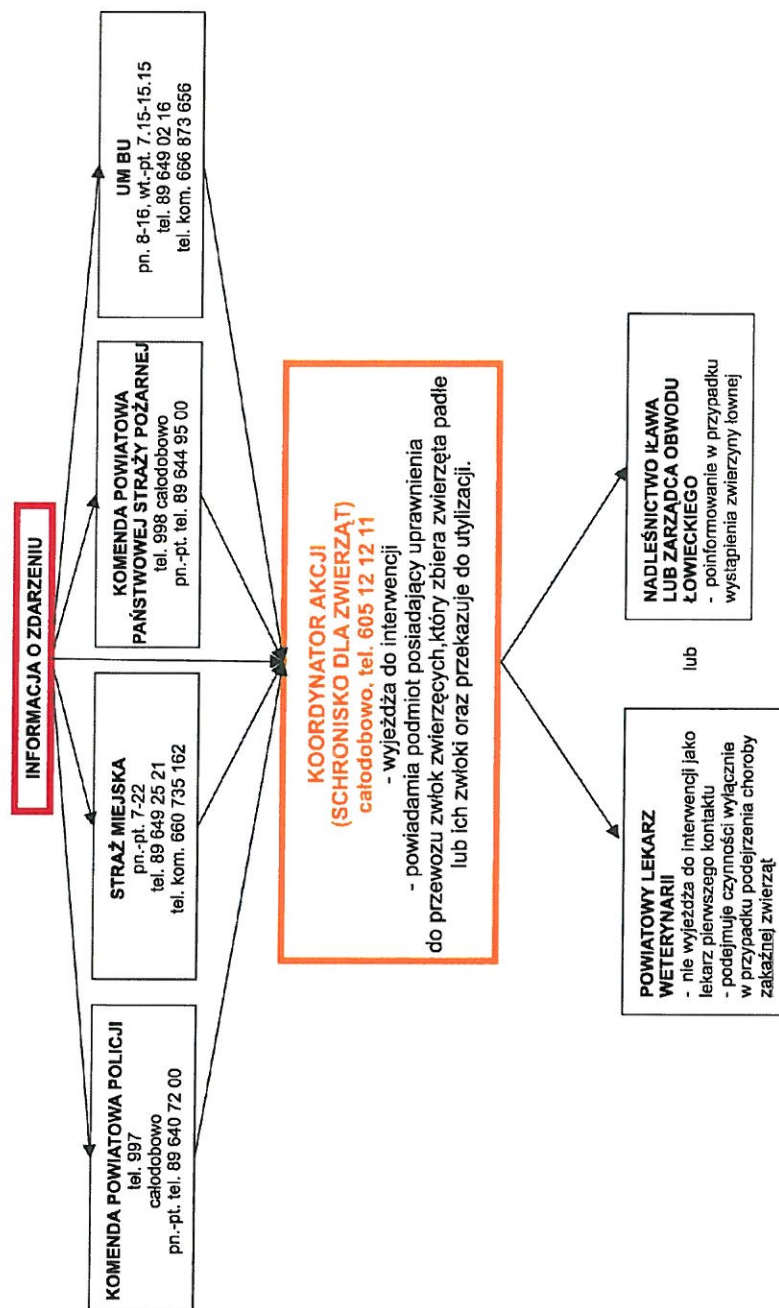 INFORMACJA O ZDARZENIU
KOMENDA POWIATOWA POLICJI
tel. 997
całodobowo
pn.-pt. tel. 89 640 72 00
STRAŻ MIEJSKA
pn.-pt. 7-22
tel. 89 649 25 21
tel. kom. 660 735 162
KOMENDA POWIATOWA
PAŃSTWOWEJ STRAŻY POŻARNEJ
tel. 998 całodobowo
pn.-pt. tel. 89 644 95 00
UM BU
pn. 8-16, wt.-pt. 7.15-15.15
tel. 89 649 02 16
tel. kom. 666 873 656
KOORDYNATOR AKCJI
(SCHRONISKO DLA ZWIERZĄT)
całodobowo, tel. 605 12 12 11
- wyjeżdża do interwencji
- powiadamia podmiot posiadający uprawnienia
do przewozu zwłok zwierzęcych,który zbiera zwierzęta padłe
lub ich zwłoki oraz przekazuje do utylizacji.
POWIATOWY LEKARZ
WETERYNARII
- nie wyjeżdża do interwencji jako
lekarz pierwszego kontaktu
- podejmuje czynności wyłącznie
w przypadku podejrzenia choroby
zakaźnej zwierząt
lub
NADLEŚNICTWO IŁAWA
LUB ZARZĄDCA OBWODU
ŁOWIECKIEGO
- poinformowanie w przypadku
wystąpienia zwierzyny łownej